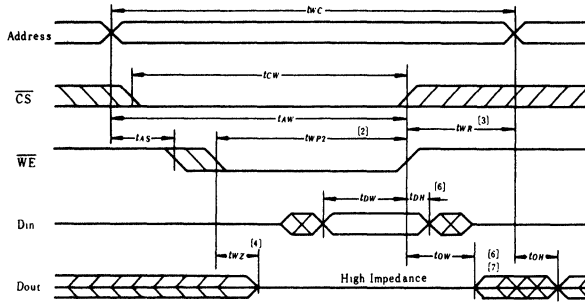 tWC
Address
tCW
CS
tAW
tAS
tWP2
[2]
tWR
[3]
WE
tDW
tDH
[6]
Din
tWZ
[4]
tOW
[6]
[7]
tOH
High Impedance
Dout